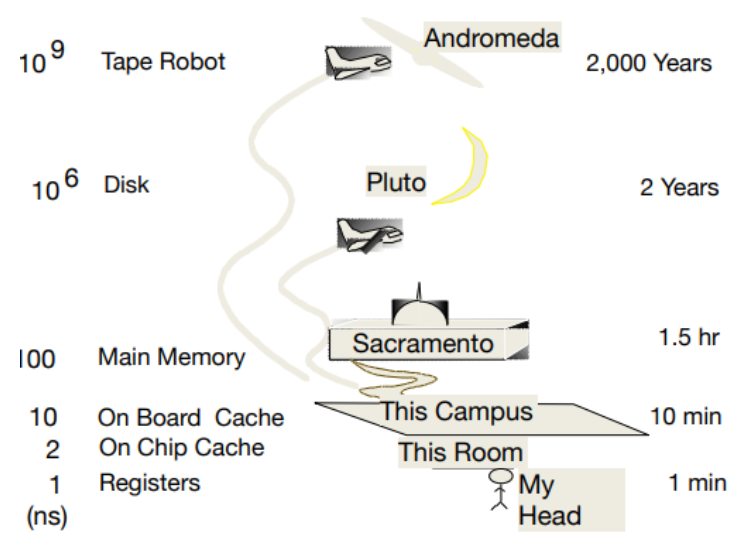 10^9 Tape Robot Andromeda 2,000 Years
10^6 Disk Pluto 2 Years
100 Main Memory Sacramento 1.5 hr
10 On Board Cache This Campus 10 min
2 On Chip Cache This Room
1 Registers My Head 1 min
(ns)